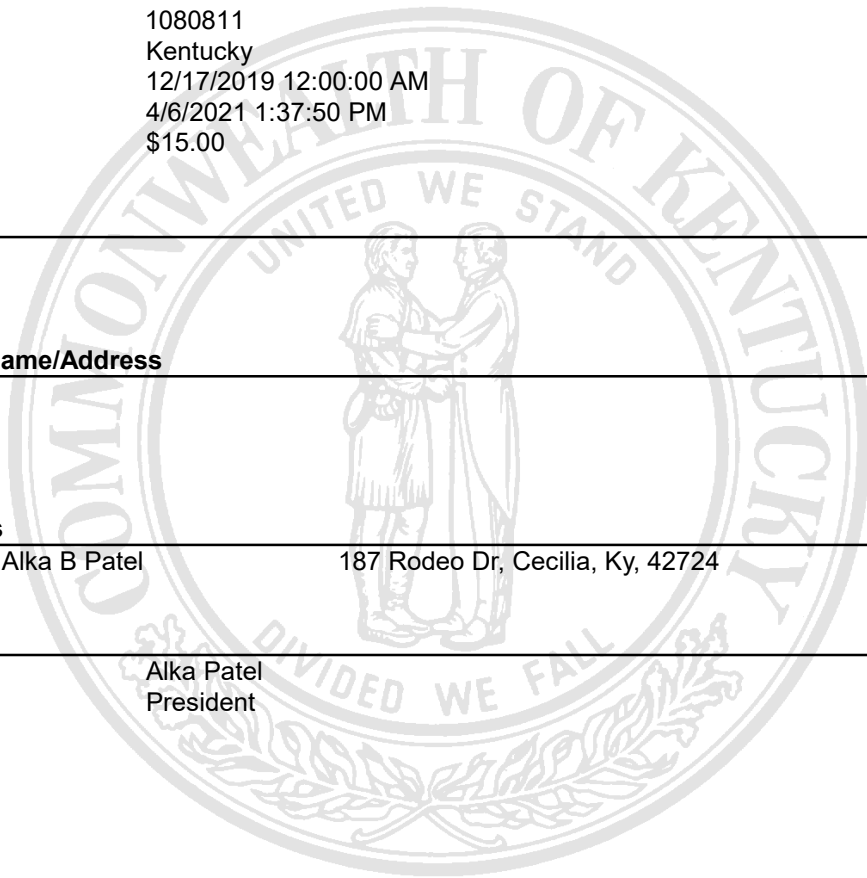 1080811
Kentucky
12/17/2019 12:00:00 AM
4/6/2021 1:37:50 PM
$15.00
COMMONWEALTH OF KENTUCKY
UNITED WE STAND
ame/Address
s
Alka B Patel 187 Rodeo Dr, Cecilia, Ky, 42724
DIVIDED WE FALL
Alka Patel
President